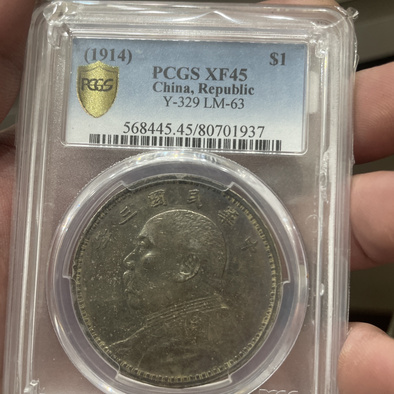 (1914) $1
PCGS XF45
China, Republic
Y-329 LM-63
PCGS
568445.45/80701937
年三國民華中
PCGS